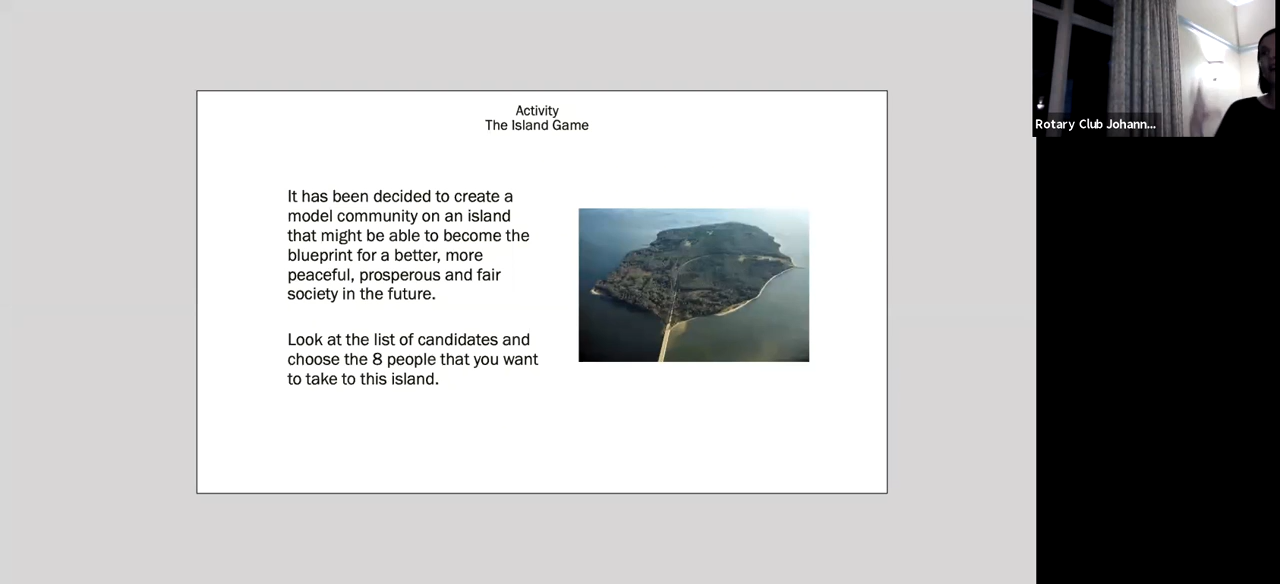 Activity
The Island Game
It has been decided to create a
model community on an island
that might be able to become the
blueprint for a better, more
peaceful, prosperous and fair
society in the future.
Look at the list of candidates and
choose the 8 people that you want
to take to this island.
Rotary Club Johann...